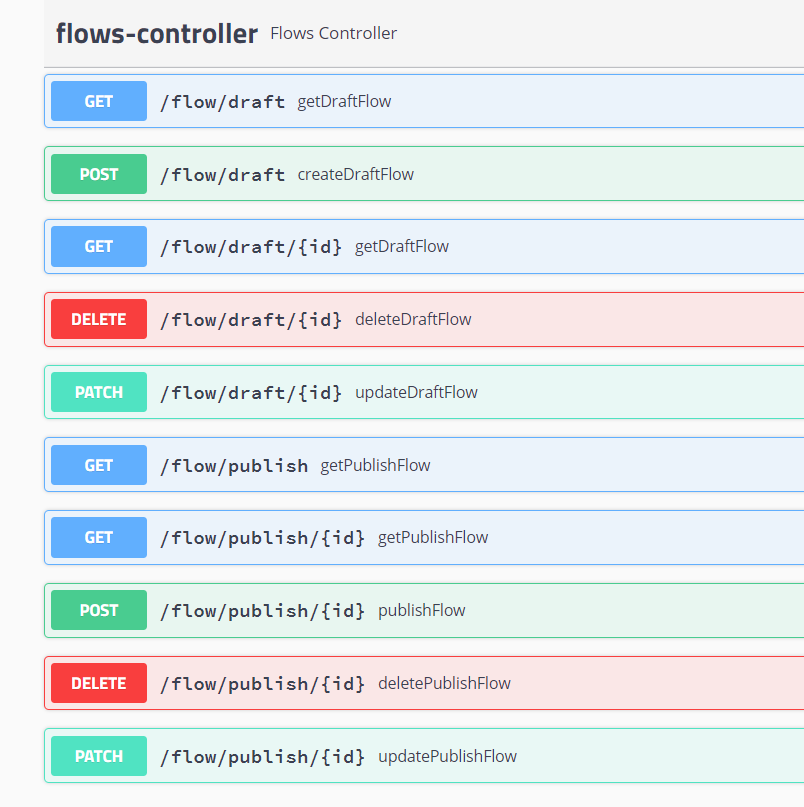 flows-controller Flows Controller
GET /flow/draft getDraftFlow
POST /flow/draft createDraftFlow
GET /flow/draft/{id} getDraftFlow
DELETE /flow/draft/{id} deleteDraftFlow
PATCH /flow/draft/{id} updateDraftFlow
GET /flow/publish getPublishFlow
GET /flow/publish/{id} getPublishFlow
POST /flow/publish/{id} publishFlow
DELETE /flow/publish/{id} deletePublishFlow
PATCH /flow/publish/{id} updatePublishFlow